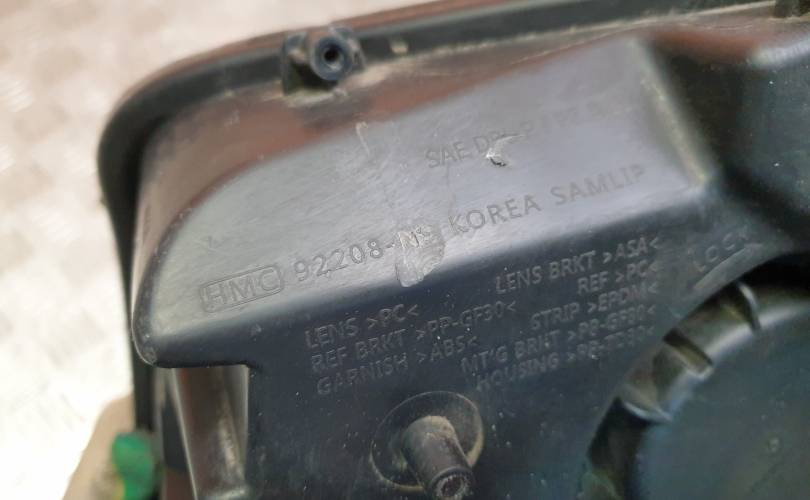 SAE
HMC 92208- KOREA SAMLIP
LENS >PC< LENS BRKT >ASA<
REF BRKT >PP-GF30< REF >PC<
GARNISH >ABS< STRIP >EPDM<
MT'G BRKT >PP-GF30<
HOUSING
LOCK